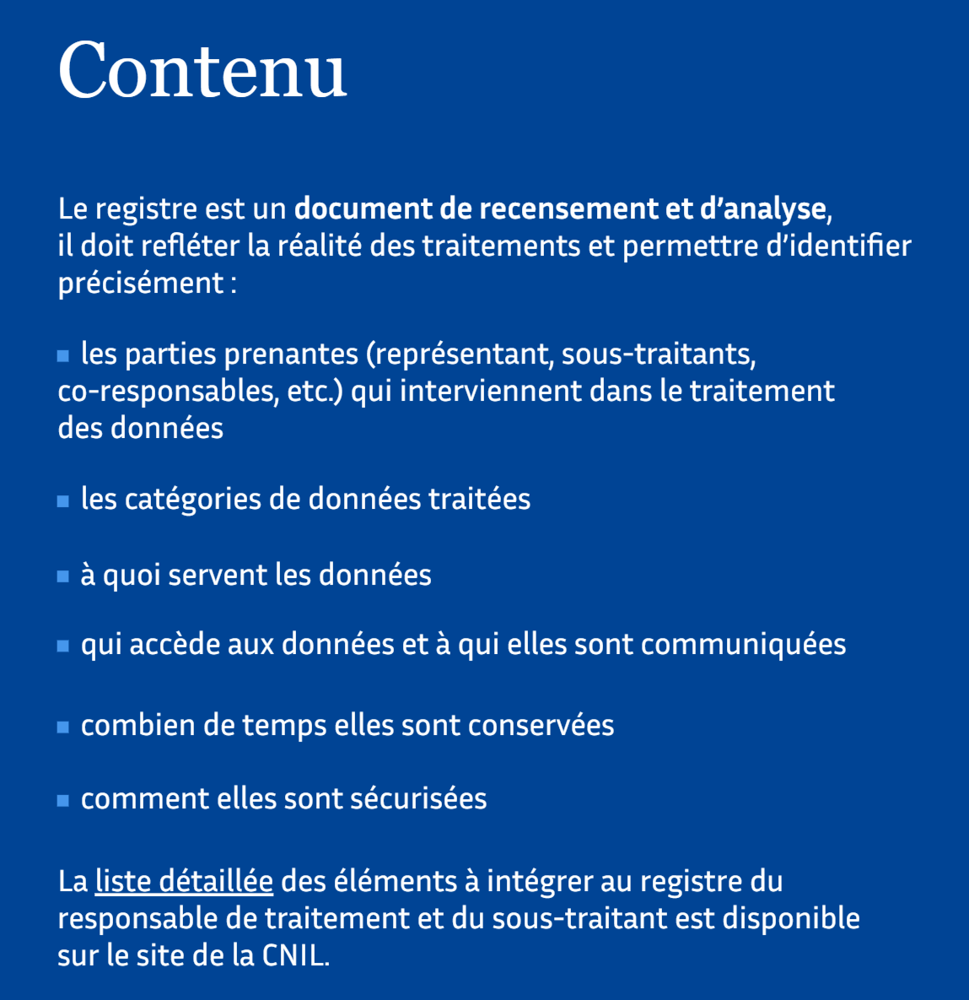 Contenu
Le registre est un document de recensement et d’analyse,
il doit refléter la réalité des traitements et permettre d’identifier
précisément :
■ les parties prenantes (représentant, sous-traitants,
co-responsables, etc.) qui interviennent dans le traitement
des données
■ les catégories de données traitées
■ à quoi servent les données
■ qui accède aux données et à qui elles sont communiquées
■ combien de temps elles sont conservées
■ comment elles sont sécurisées
La liste détaillée des éléments à intégrer au registre du
responsable de traitement et du sous-traitant est disponible
sur le site de la CNIL.